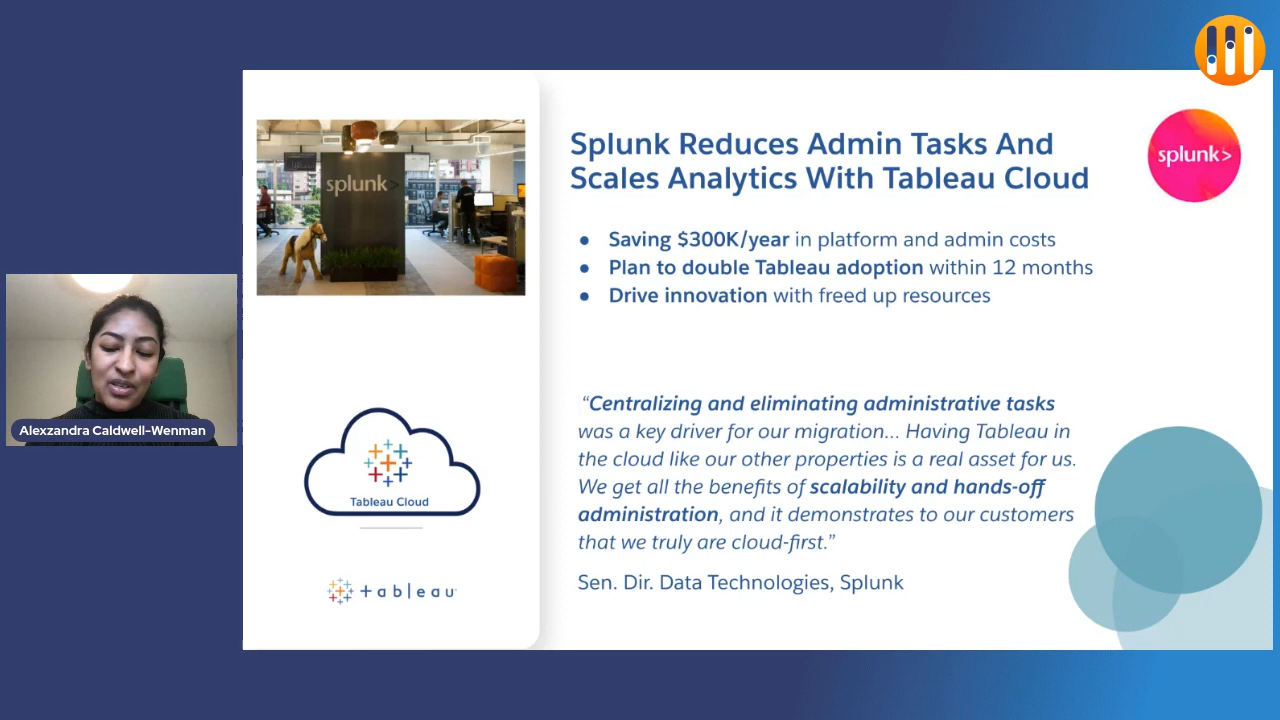 splunk>
Splunk Reduces Admin Tasks And
Scales Analytics With Tableau Cloud
splunk>
● Saving $300K/year in platform and admin costs
● Plan to double Tableau adoption within 12 months
● Drive innovation with freed up resources
Alexzandra Caldwell-Wenman
Tableau Cloud
+ableau
“Centralizing and eliminating administrative tasks
was a key driver for our migration... Having Tableau in
the cloud like our other properties is a real asset for us.
We get all the benefits of scalability and hands-off
administration, and it demonstrates to our customers
that we truly are cloud-first.”
Sen. Dir. Data Technologies, Splunk